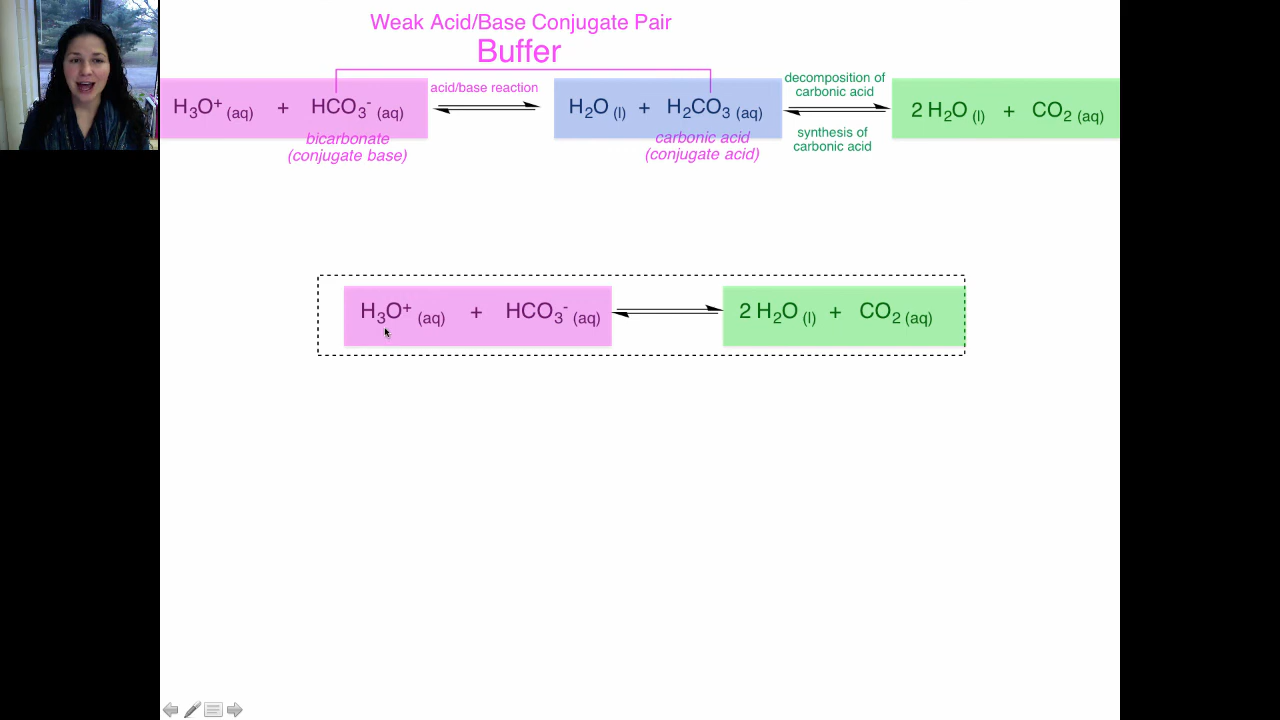 Weak Acid/Base Conjugate Pair
Buffer
H₃O⁺ (aq) + HCO₃⁻ (aq) acid/base reaction H₂O (l) + H₂CO₃ (aq) decomposition of carbonic acid 2 H₂O (l) + CO₂ (aq)
bicarbonate
(conjugate base)
carbonic acid
(conjugate acid)
synthesis of
carbonic acid
H₃O⁺ (aq) + HCO₃⁻ (aq) 2 H₂O (l) + CO₂ (aq)